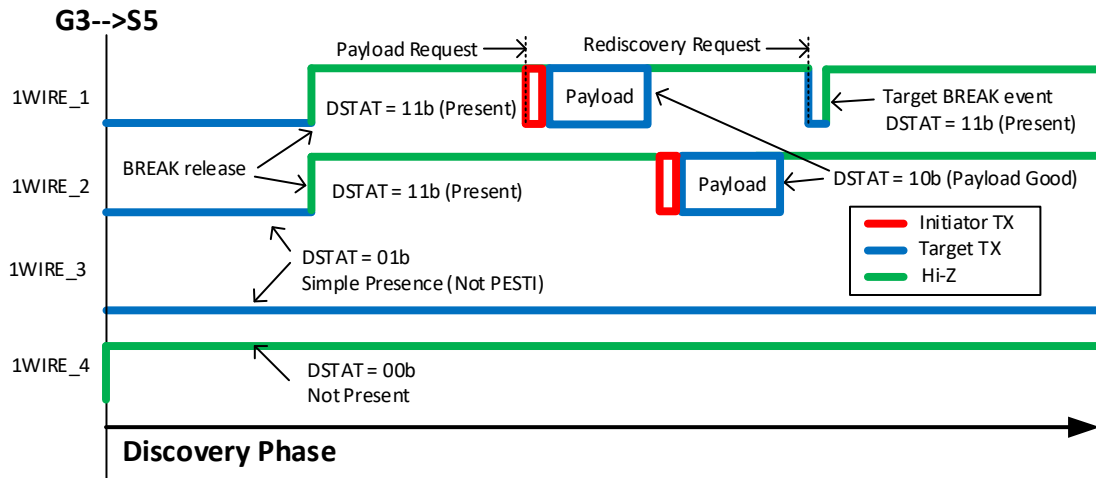 G3-->S5
Payload Request
Rediscovery Request
1WIRE_1
DSTAT = 11b (Present)
Payload
Target BREAK event
DSTAT = 11b (Present)
BREAK release
1WIRE_2
DSTAT = 11b (Present)
Payload
DSTAT = 10b (Payload Good)
Initiator TX
Target TX
Hi-Z
1WIRE_3
DSTAT = 01b
Simple Presence (Not PESTI)
1WIRE_4
DSTAT = 00b
Not Present
Discovery Phase